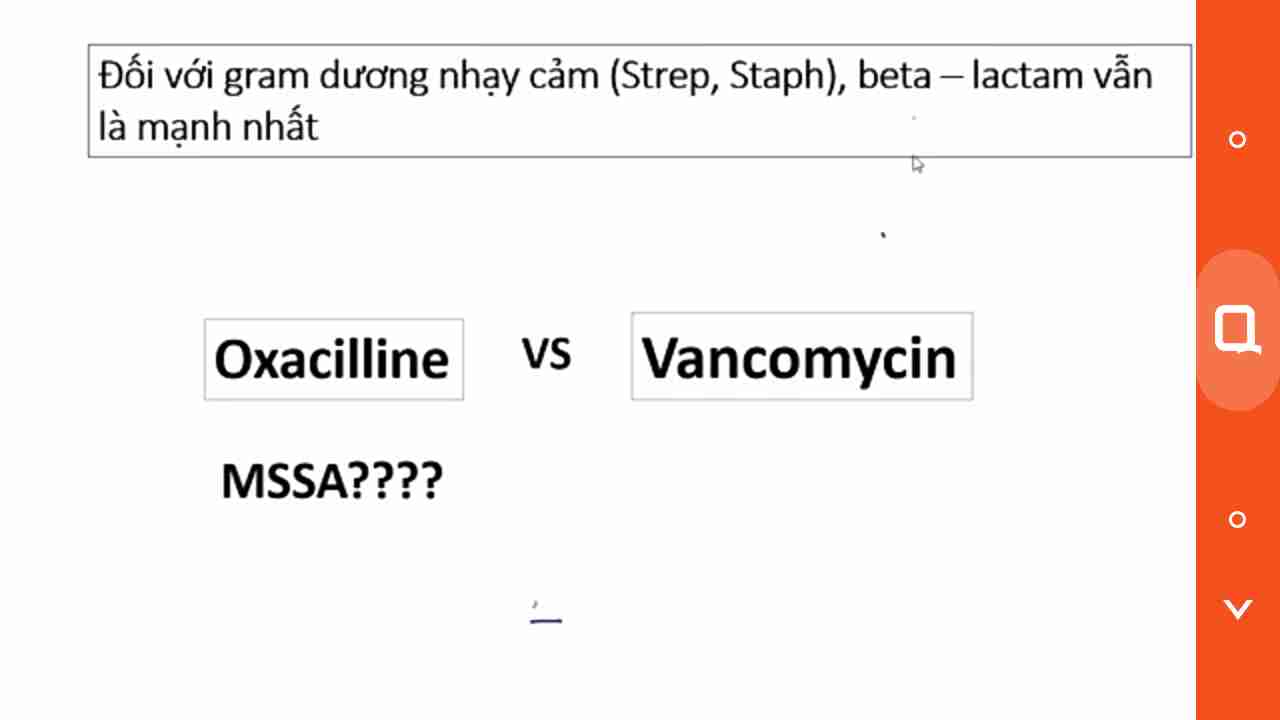 Đối với gram dương nhạy cảm (Strep, Staph), beta – lactam vẫn
là mạnh nhất
Oxacilline VS Vancomycin
MSSA????